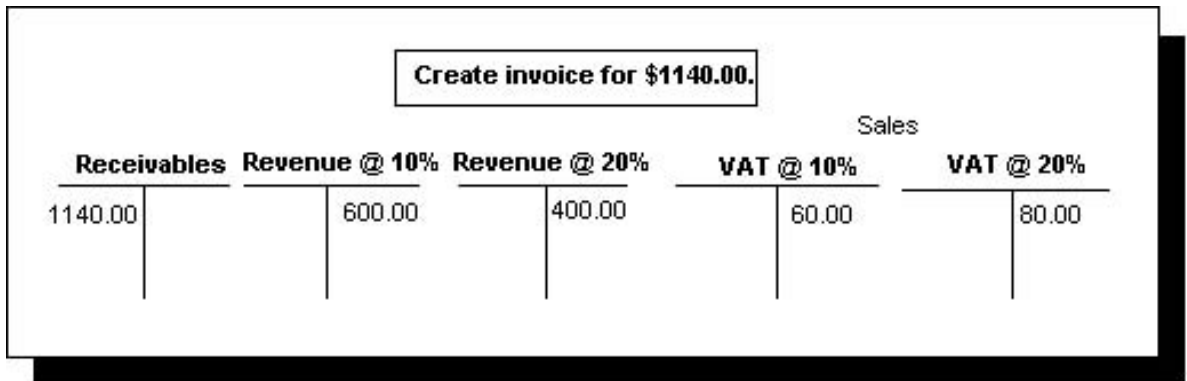 Create invoice for $1140.00.
Sales
Receivables Revenue @ 10% Revenue @ 20% VAT @ 10% VAT @ 20%
1140.00 600.00 400.00 60.00 80.00